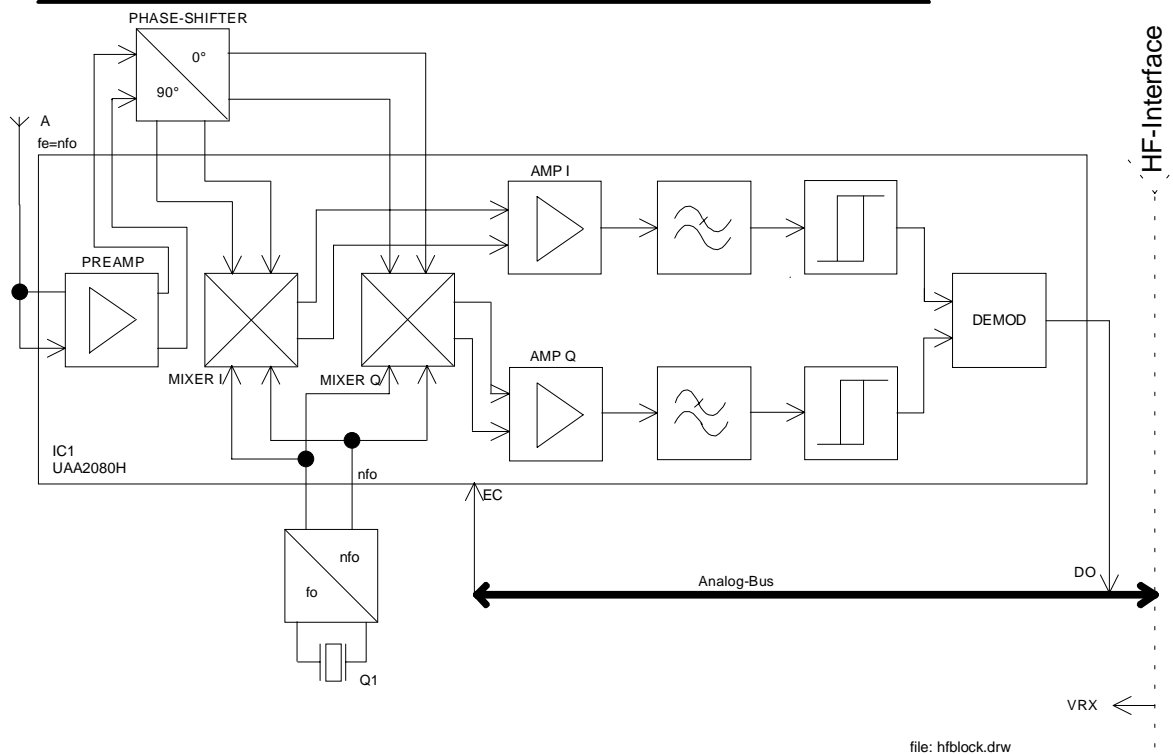 PHASE-SHIFTER
0°
90°
HF-Interface
A
fe=nfo
AMP I
PREAMP
DEMOD
MIXER I
MIXER Q
AMP Q
IC1
UAA2080H
nfo
EC
nfo
fo
Analog-Bus
DO
Q1
VRX
file: hfblock.drw